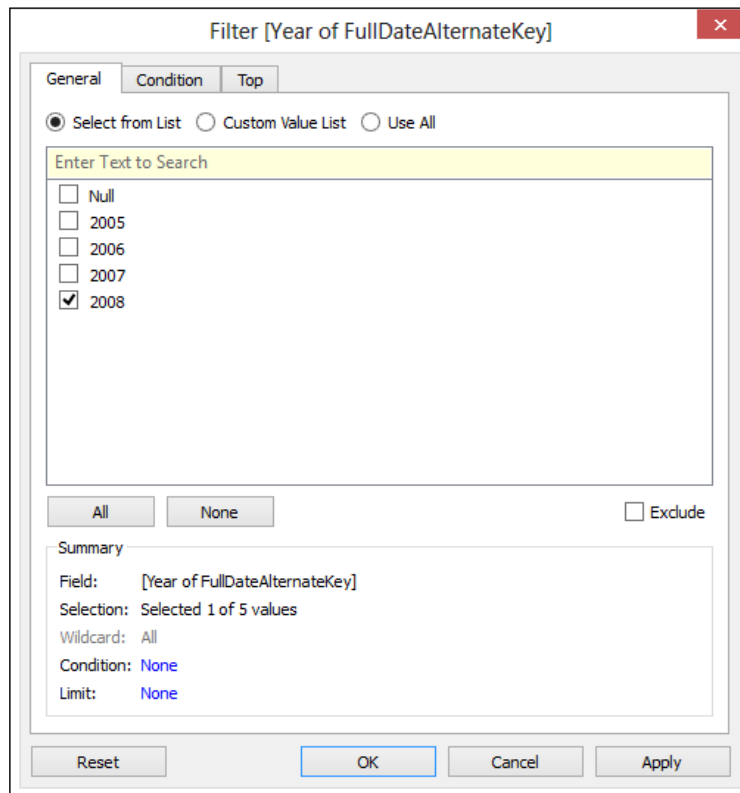 Filter [Year of FullDateAlternateKey]
General Condition Top
Select from List Custom Value List Use All
Enter Text to Search
Null
2005
2006
2007
2008
All None Exclude
Summary
Field: [Year of FullDateAlternateKey]
Selection: Selected 1 of 5 values
Wildcard: All
Condition: None
Limit: None
Reset OK Cancel Apply